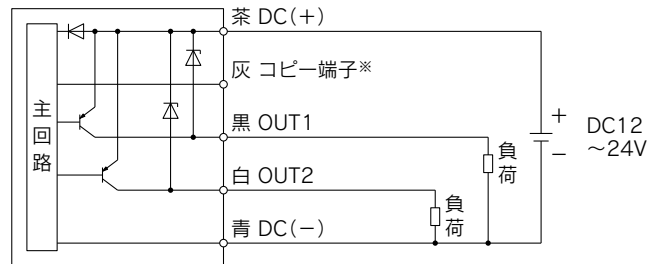 茶 DC(+)
灰 コピー端子※
主回路
黒 OUT1
白 OUT2
青 DC(−)
負荷
負荷
+
−
DC12
～24V